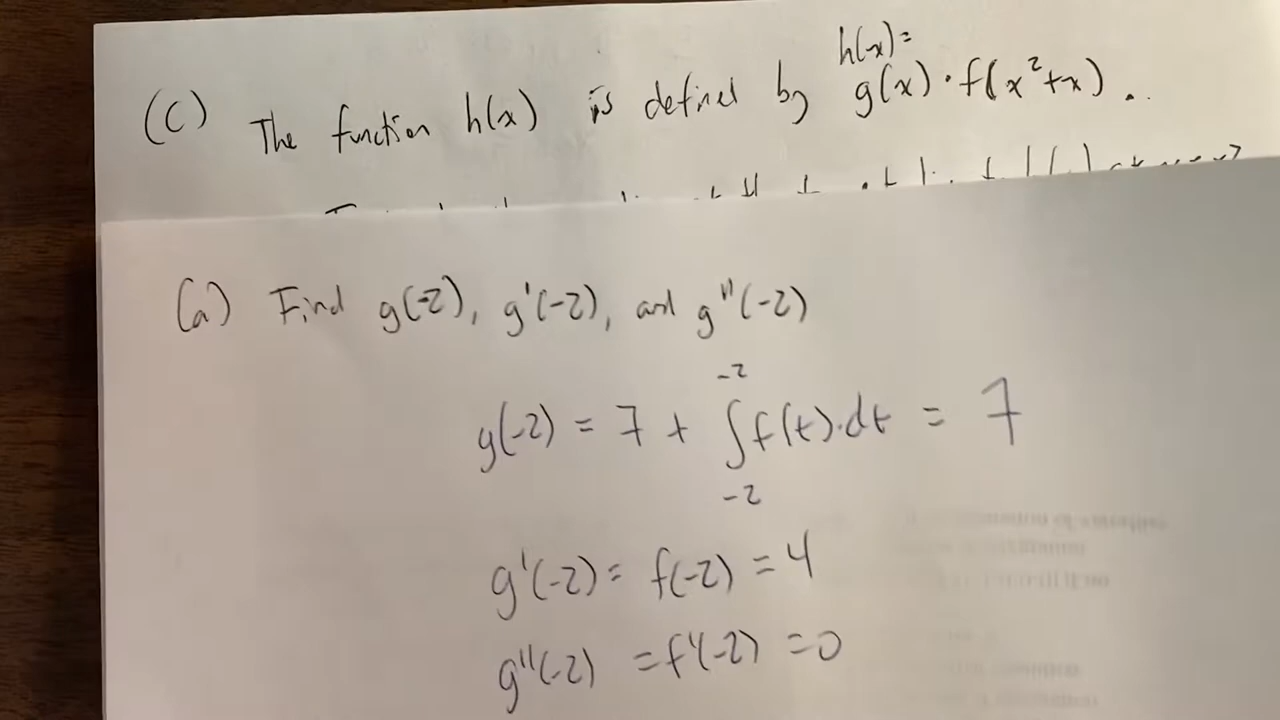 (C) The function h(x) is defined by h(x)= g(x)·f(x²+x).
(a) Find g(-2), g'(-2), and g''(-2)
g(-2) = 7 + ∫_{-2}^{-2} f(t)·dt = 7
g'(-2) = f(-2) = 4
g''(-2) = f'(-2) = 0